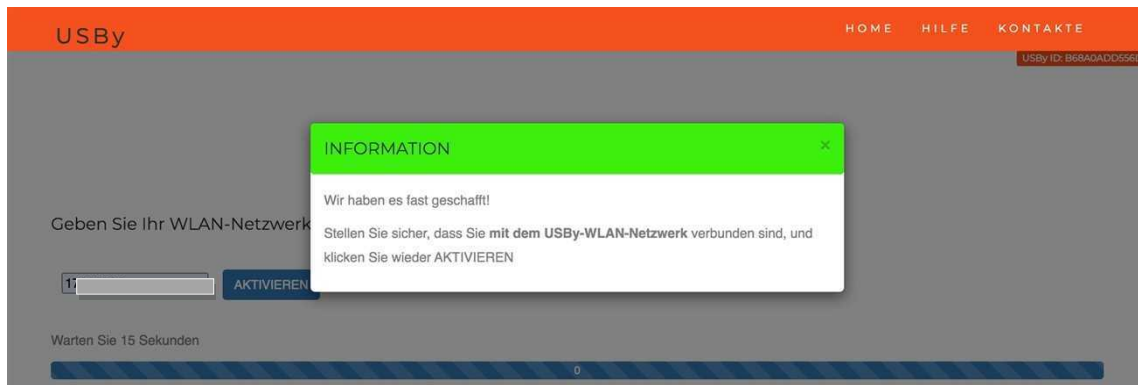 USBy
HOME HILFE KONTAKTE
USBy ID: B68A0ADD556
INFORMATION
×
Wir haben es fast geschafft!
Stellen Sie sicher, dass Sie mit dem USBy-WLAN-Netzwerk verbunden sind, und
klicken Sie wieder AKTIVIEREN
Geben Sie Ihr WLAN-Netzwerk
AKTIVIEREN
Warten Sie 15 Sekunden
0